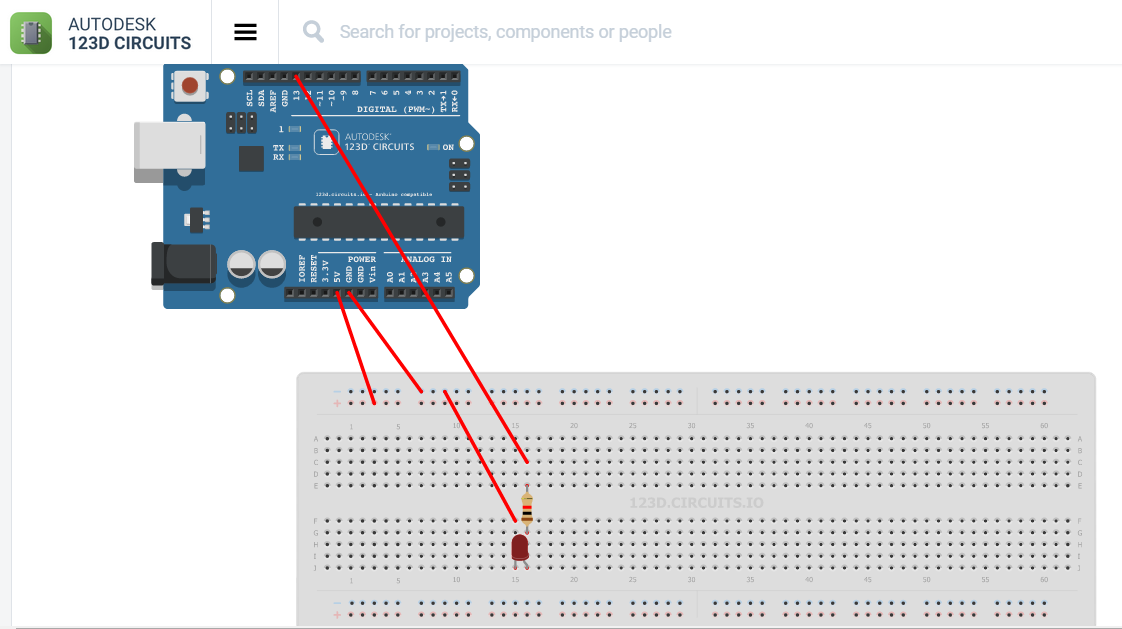 AUTODESK
123D CIRCUITS
Search for projects, components or people
SCL
SDA
AREF
GND
13
12
~11
~10
~9
8
7
~6
~5
4
~3
2
TX→1
RX←0
DIGITAL (PWM~)
1
TX
RX
AUTODESK
123D CIRCUITS
ON
123d.circuits.io - Arduino compatible
POWER
ANALOG IN
IOREF
RESET
3.3V
5V
GND
GND
Vin
A0
A1
A2
A3
A4
A5
-
+
1 5 10 15 20 25 30 35 40 45 50 55 60
A A
B B
C C
D D
E E
123D.CIRCUITS.IO
F F
G G
H H
I I
J J
1 5 10 15 20 25 30 35 40 45 50 55 60
-
+